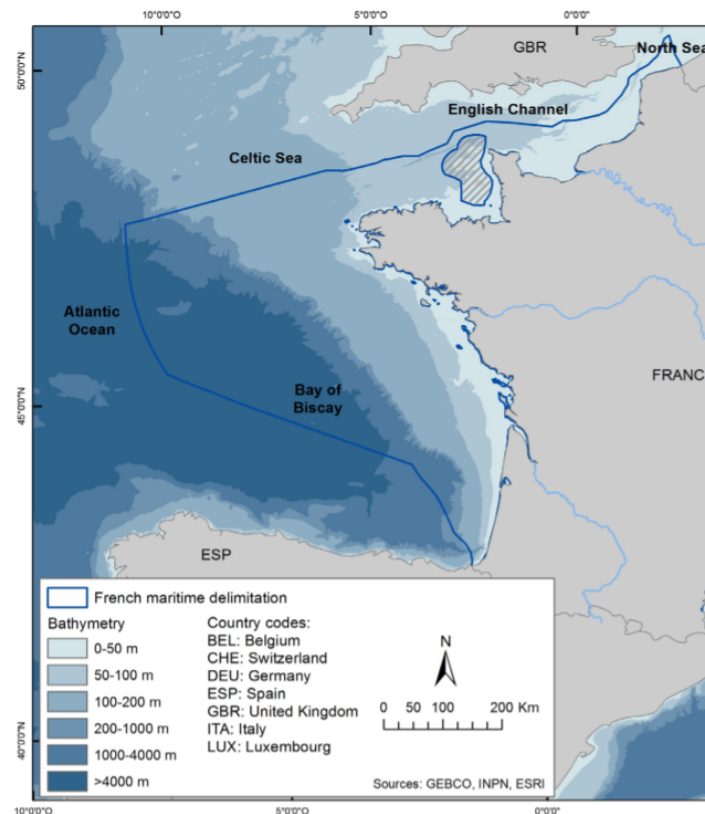 10°0'0"O 5°0'0"O 0°0'0"
50°0'0"N
GBR
North Sea
English Channel
Celtic Sea
Atlantic
Ocean
Bay of
Biscay
FRANC
45°0'0"N
ESP
French maritime delimitation
Bathymetry
0-50 m
50-100 m
100-200 m
200-1000 m
1000-4000 m
>4000 m
Country codes:
BEL: Belgium
CHE: Switzerland
DEU: Germany
ESP: Spain
GBR: United Kingdom
ITA: Italy
LUX: Luxembourg
N
0 50 100 200 Km
Sources: GEBCO, INPN, ESRI
40°0'0"N
10°0'0"O 5°0'0"O 0°0'0"O